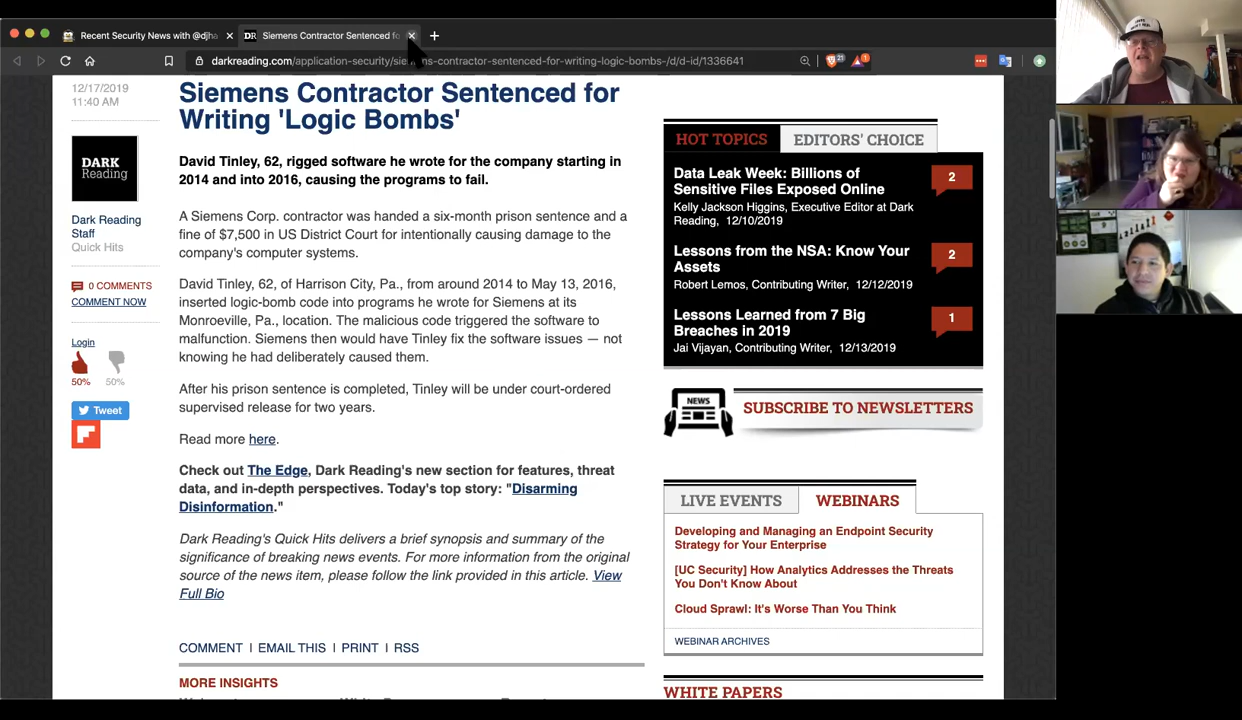 Recent Security News with @djha
Siemens Contractor Sentenced fo
darkreading.com/application-security/siemens-contractor-sentenced-for-writing-logic-bombs-/d/d-id/1336641
12/17/2019
11:40 AM
DARK
Reading
Dark Reading
Staff
Quick Hits
0 COMMENTS
COMMENT NOW
Login
50% 50%
Tweet
Siemens Contractor Sentenced for
Writing 'Logic Bombs'
David Tinley, 62, rigged software he wrote for the company starting in
2014 and into 2016, causing the programs to fail.
A Siemens Corp. contractor was handed a six-month prison sentence and a
fine of $7,500 in US District Court for intentionally causing damage to the
company's computer systems.
David Tinley, 62, of Harrison City, Pa., from around 2014 to May 13, 2016,
inserted logic-bomb code into programs he wrote for Siemens at its
Monroeville, Pa., location. The malicious code triggered the software to
malfunction. Siemens then would have Tinley fix the software issues — not
knowing he had deliberately caused them.
After his prison sentence is completed, Tinley will be under court-ordered
supervised release for two years.
Read more here.
Check out The Edge, Dark Reading's new section for features, threat
data, and in-depth perspectives. Today's top story: "Disarming
Disinformation."
Dark Reading's Quick Hits delivers a brief synopsis and summary of the
significance of breaking news events. For more information from the original
source of the news item, please follow the link provided in this article. View
Full Bio
COMMENT | EMAIL THIS | PRINT | RSS
MORE INSIGHTS
HOT TOPICS EDITORS' CHOICE
Data Leak Week: Billions of
Sensitive Files Exposed Online
2
Kelly Jackson Higgins, Executive Editor at Dark
Reading, 12/10/2019
Lessons from the NSA: Know Your
Assets
2
Robert Lemos, Contributing Writer, 12/12/2019
Lessons Learned from 7 Big
Breaches in 2019
1
Jai Vijayan, Contributing Writer, 12/13/2019
NEWS
SUBSCRIBE TO NEWSLETTERS
LIVE EVENTS WEBINARS
Developing and Managing an Endpoint Security
Strategy for Your Enterprise
[UC Security] How Analytics Addresses the Threats
You Don't Know About
Cloud Sprawl: It's Worse Than You Think
WEBINAR ARCHIVES
WHITE PAPERS